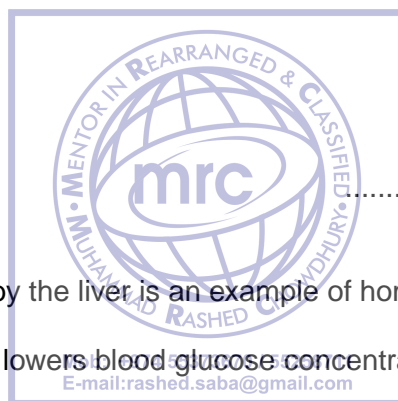 MENTOR IN REARRANGED & CLASSIFIED
mrc
• MUHAMMAD RASHED CHOWDHURY •
........
by the liver is an example of hor
lowers blood glucose concentra
E-mail:rashed.saba@gmail.com